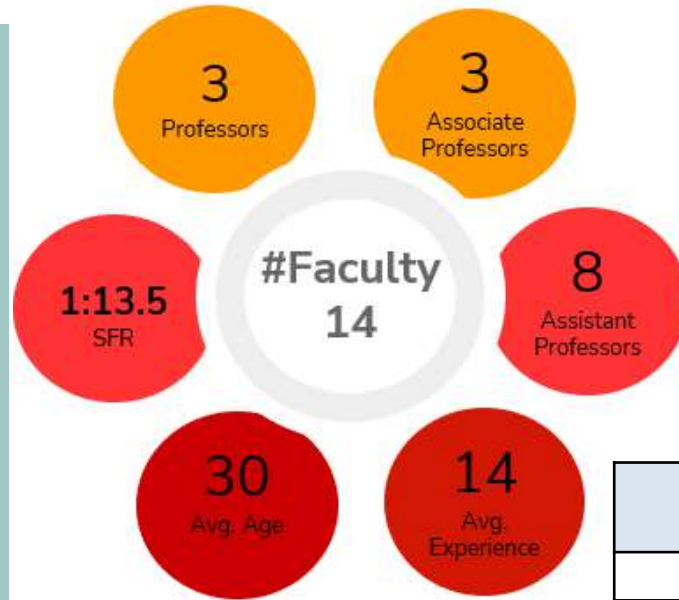 3
Professors
3
Associate
Professors
#Faculty
14
1:13.5
SFR
8
Assistant
Professors
30
Avg. Age
14
Avg.
Experience